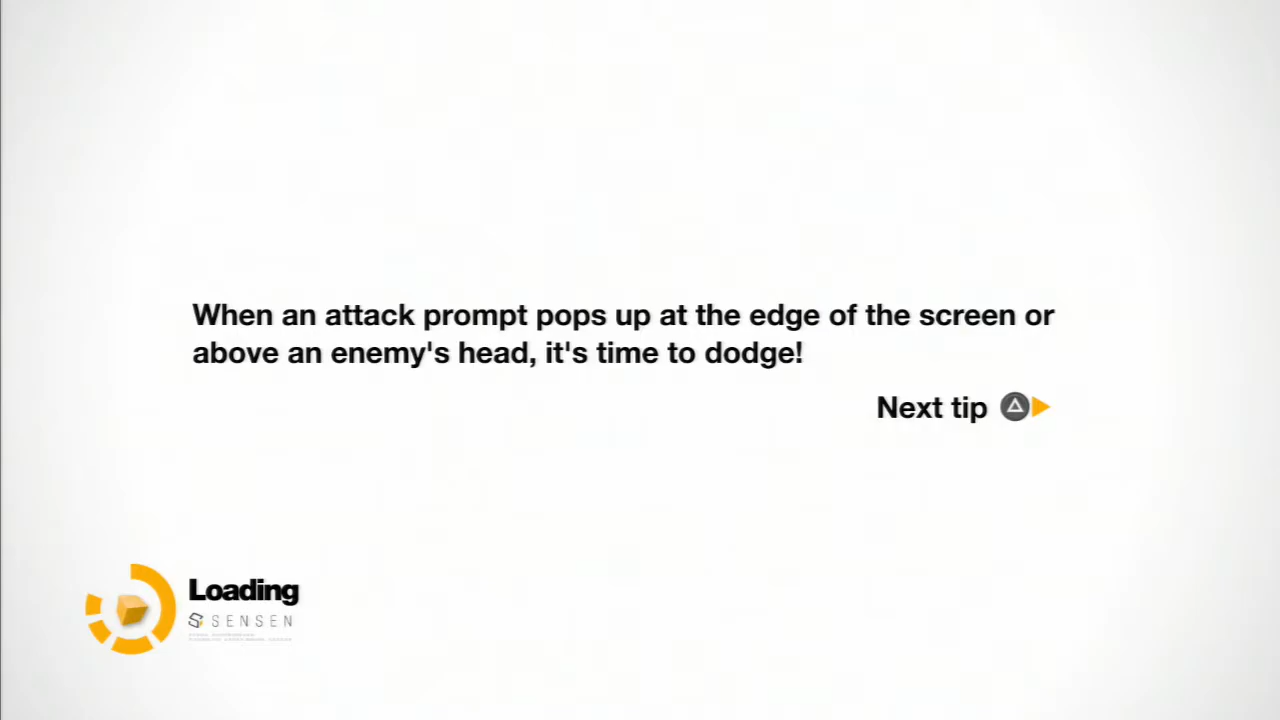 When an attack prompt pops up at the edge of the screen or
above an enemy's head, it's time to dodge!
Next tip
Loading
SENSEN